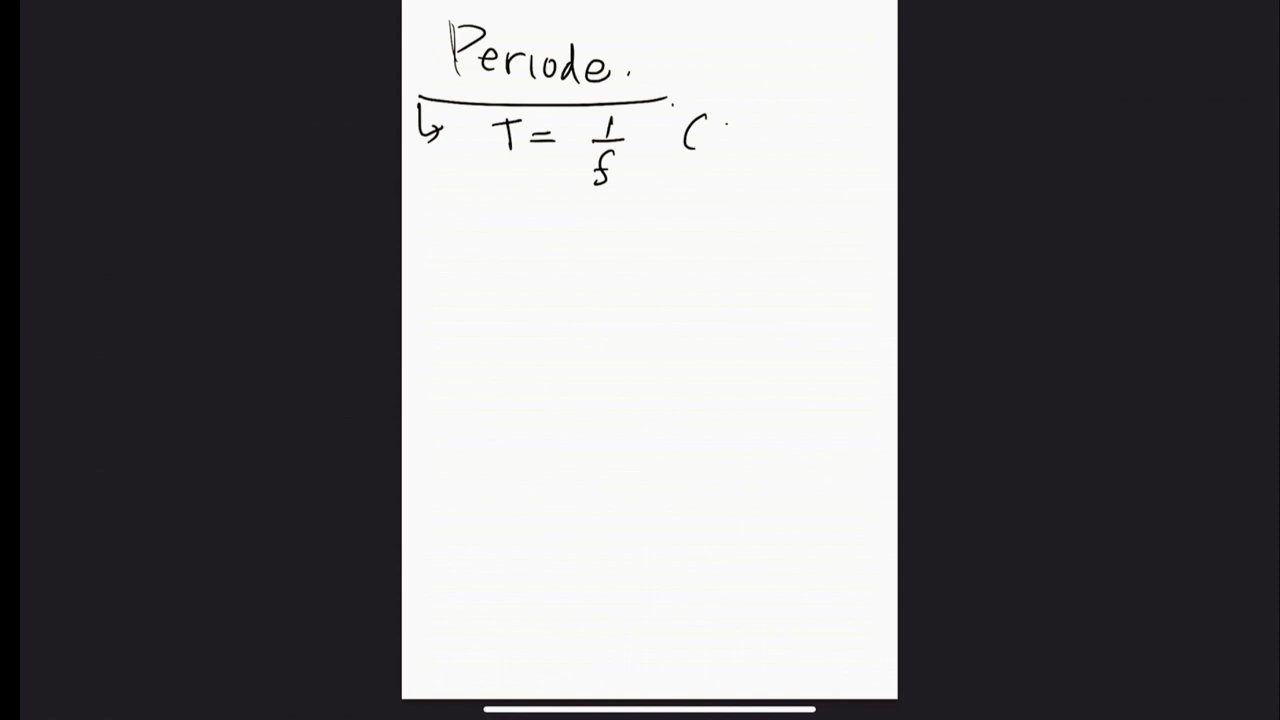 Periode.
↳ T = 1/f (